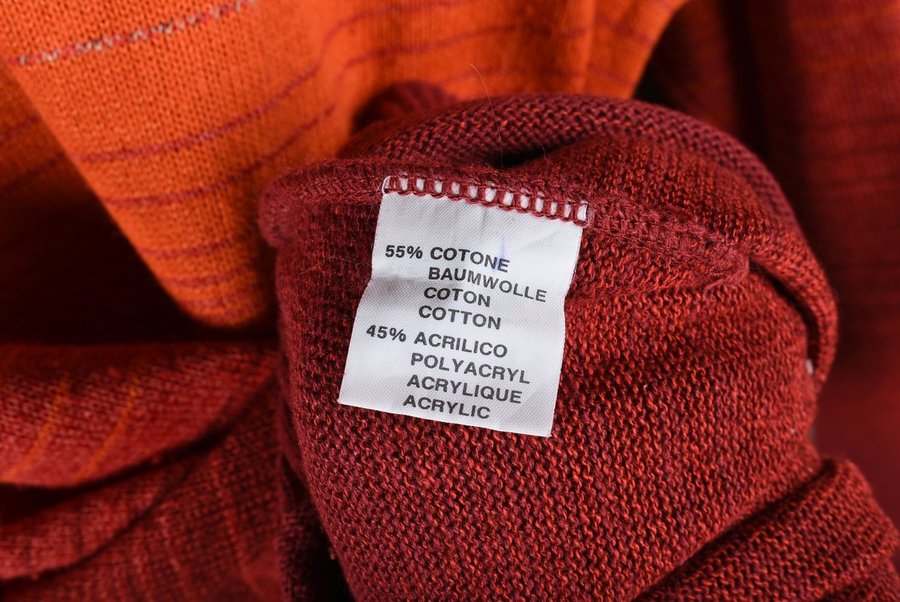 55% COTONE
BAUMWOLLE
COTON
COTTON
45% ACRILICO
POLYACRYL
ACRYLIQUE
ACRYLIC